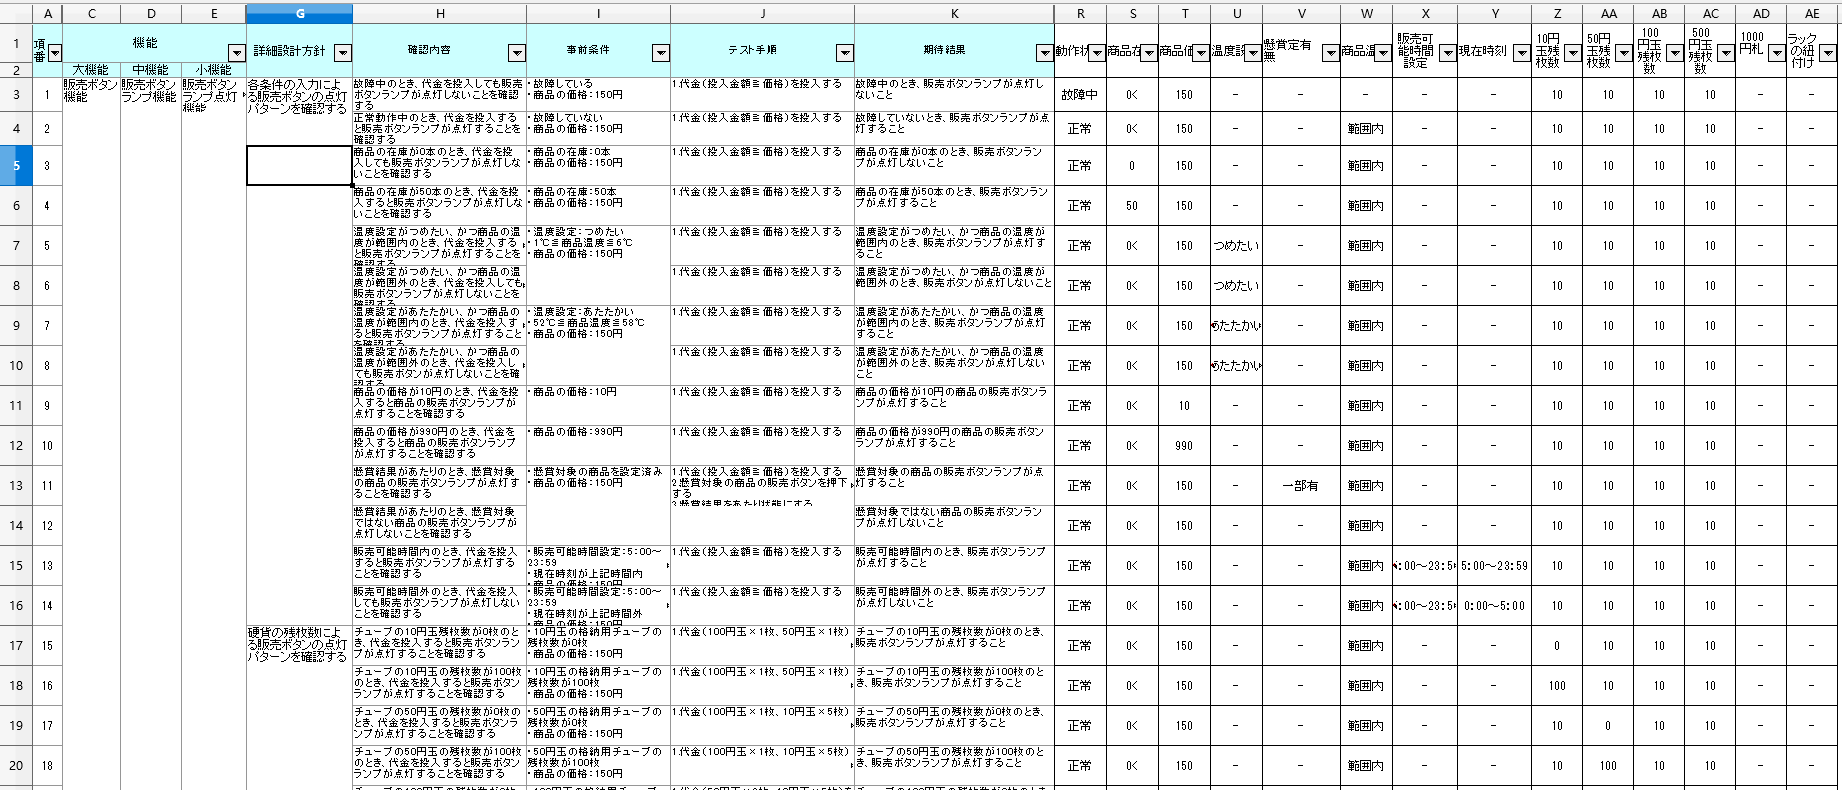 A C D E G H I J K R S T U V W X Y Z AA AB AC AD AE
1
項番
機能
詳細設計方針
確認内容
事前条件
テスト手順
期待結果
販売可能時間設定
現在時刻
10円玉残枚数
50円玉残枚数
100円玉残枚数
500円玉残枚数
1000円札
ラックの紐付け
2
大機能 中機能 小機能
3 1
販売ボタン機能
販売ボタンランプ機能
販売ボタンランプ点灯機能
各条件の入力による販売ボタンの点灯パターンを確認する
故障中のとき、代金を投入しても販売ボタンランプが点灯しないことを確認する
・故障している
・商品の価格:150円
1.代金(投入金額≧価格)を投入する
故障中のとき、販売ボタンランプが点灯しないこと
故障中 0< 150 - - - - - 10 10 10 10 - -
4 2
正常動作中のとき、代金を投入すると販売ボタンランプが点灯することを確認する
・故障していない
・商品の価格:150円
1.代金(投入金額≧価格)を投入する
故障していないとき、販売ボタンランプが点灯すること
正常 0< 150 - - 範囲内 - - 10 10 10 10 - -
5 3
商品の在庫が0本のとき、代金を投入しても販売ボタンランプが点灯しないことを確認する
・商品の在庫:0本
・商品の価格:150円
1.代金(投入金額≧価格)を投入する
商品の在庫が0本のとき、販売ボタンランプが点灯しないこと
正常 0 150 - - 範囲内 - - 10 10 10 10 - -
6 4
商品の在庫が50本のとき、代金を投入すると販売ボタンランプが点灯しないことを確認する
・商品の在庫:50本
・商品の価格:150円
1.代金(投入金額≧価格)を投入する
商品の在庫が50本のとき、販売ボタンランプが点灯すること
正常 50 150 - - 範囲内 - - 10 10 10 10 - -
7 5
温度設定がつめたい、かつ商品の温度が範囲内のとき、代金を投入すると販売ボタンランプが点灯することを確認する
・温度設定:つめたい
・1℃≦商品温度≦6℃
・商品の価格:150円
1.代金(投入金額≧価格)を投入する
温度設定がつめたい、かつ商品の温度が範囲内のとき、販売ボタンランプが点灯すること
正常 0< 150 つめたい - 範囲内 - - 10 10 10 10 - -
8 6
温度設定がつめたい、かつ商品の温度が範囲外のとき、代金を投入しても販売ボタンランプが点灯しないことを確認する
1.代金(投入金額≧価格)を投入する
温度設定がつめたい、かつ商品の温度が範囲外のとき、販売ボタンが点灯しないこと
正常 0< 150 つめたい - 範囲内 - - 10 10 10 10 - -
9 7
温度設定があたたかい、かつ商品の温度が範囲内のとき、代金を投入すると販売ボタンランプが点灯することを確認する
・温度設定:あたたかい
・52℃≦商品温度≦58℃
・商品の価格:150円
1.代金(投入金額≧価格)を投入する
温度設定があたたかい、かつ商品の温度が範囲内のとき、販売ボタンランプが点灯すること
正常 0< 150 あたたかい - 範囲内 - - 10 10 10 10 - -
10 8
温度設定があたたかい、かつ商品の温度が範囲外のとき、代金を投入しても販売ボタンが点灯しないことを確認する
1.代金(投入金額≧価格)を投入する
温度設定があたたかい、かつ商品の温度が範囲外のとき、販売ボタンが点灯しないこと
正常 0< 150 あたたかい - 範囲内 - - 10 10 10 10 - -
11 9
商品の価格が10円のとき、代金を投入すると商品の販売ボタンランプが点灯することを確認する
・商品の価格:10円
1.代金(投入金額≧価格)を投入する
商品の価格が10円の商品の販売ボタンランプが点灯すること
正常 0< 10 - - 範囲内 - - 10 10 10 10 - -
12 10
商品の価格が990円のとき、代金を投入すると商品の販売ボタンランプが点灯することを確認する
・商品の価格:990円
1.代金(投入金額≧価格)を投入する
商品の価格が990円の商品の販売ボタンランプが点灯すること
正常 0< 990 - - 範囲内 - - 10 10 10 10 - -
13 11
懸賞結果があたりのとき、懸賞対象の商品の販売ボタンランプが点灯することを確認する
・懸賞対象の商品を設定済み
・商品の価格:150円
1.代金(投入金額≧価格)を投入する
2.懸賞対象の商品の販売ボタンを押下する
3.懸賞結果をあたり状態にする
懸賞対象の商品の販売ボタンランプが点灯すること
正常 0< 150 - 一部有 範囲内 - - 10 10 10 10 - -
14 12
懸賞結果があたりのとき、懸賞対象ではない商品の販売ボタンランプが点灯しないことを確認する
懸賞対象ではない商品の販売ボタンランプが点灯しないこと
正常 0< 150 - - 範囲内 - - 10 10 10 10 - -
15 13
販売可能時間内のとき、代金を投入すると販売ボタンランプが点灯することを確認する
・販売可能時間設定:5:00~23:59
・現在時刻が上記時間内
・商品の価格:150円
1.代金(投入金額≧価格)を投入する
販売可能時間内のとき、販売ボタンランプが点灯すること
正常 0< 150 - - 範囲内 :00~23:5 5:00~23:59 10 10 10 10 - -
16 14
販売可能時間外のとき、代金を投入しても販売ボタンランプが点灯しないことを確認する
・販売可能時間設定:5:00~23:59
・現在時刻が上記時間外
・商品の価格:150円
1.代金(投入金額≧価格)を投入する
販売可能時間外のとき、販売ボタンランプが点灯しないこと
正常 0< 150 - - 範囲内 :00~23:5 0:00~5:00 10 10 10 10 - -
17 15
硬貨の残枚数による販売ボタンの点灯パターンを確認する
チューブの10円玉残枚数が0枚のとき、代金を投入すると販売ボタンランプが点灯することを確認する
・10円玉の格納用チューブの残枚数が0枚
・商品の価格:150円
1.代金(100円玉×1枚、50円玉×1枚)
チューブの10円玉の残枚数が0枚のとき、販売ボタンランプが点灯すること
正常 0< 150 - - 範囲内 - - 0 10 10 10 - -
18 16
チューブの10円玉の残枚数が100枚のとき、代金を投入すると販売ボタンランプが点灯することを確認する
・10円玉の格納用チューブの残枚数が100枚
・商品の価格:150円
1.代金(100円玉×1枚、50円玉×1枚)
チューブの10円玉の残枚数が100枚のとき、販売ボタンランプが点灯すること
正常 0< 150 - - 範囲内 - - 100 10 10 10 - -
19 17
チューブの50円玉の残枚数が0枚のとき、代金を投入すると販売ボタンランプが点灯することを確認する
・50円玉の格納用チューブの残枚数が0枚
・商品の価格:150円
1.代金(100円玉×1枚、10円玉×5枚)
チューブの50円玉の残枚数が0枚のとき、販売ボタンランプが点灯すること
正常 0< 150 - - 範囲内 - - 10 0 10 10 - -
20 18
チューブの50円玉の残枚数が100枚のとき、代金を投入すると販売ボタンランプが点灯することを確認する
・50円玉の格納用チューブの残枚数が100枚
・商品の価格:150円
1.代金(100円玉×1枚、10円玉×5枚)
チューブの50円玉の残枚数が100枚のとき、販売ボタンランプが点灯すること
正常 0< 150 - - 範囲内 - - 10 100 10 10 - -